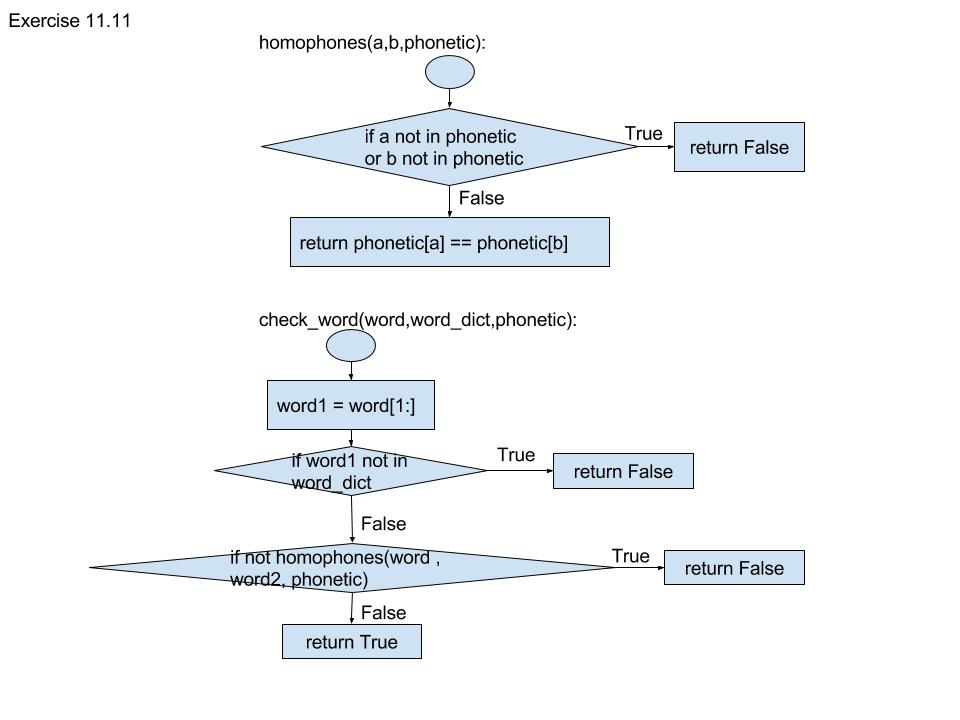 Exercise 11.11
homophones(a,b,phonetic):
if a not in phonetic
or b not in phonetic
True
return False
False
return phonetic[a] == phonetic[b]
check_word(word,word_dict,phonetic):
word1 = word[1:]
if word1 not in
word_dict
True
return False
False
if not homophones(word ,
word2, phonetic)
True
return False
False
return True